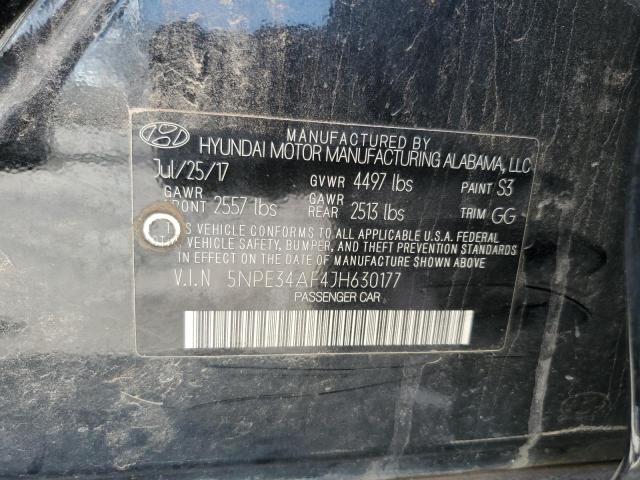 MANUFACTURED BY
HYUNDAI MOTOR MANUFACTURING ALABAMA, LLC
Jul/25/17 GVWR 4497 lbs PAINT S3
GAWR FRONT 2557 lbs GAWR REAR 2513 lbs TRIM GG
VEHICLE CONFORMS TO ALL APPLICABLE U.S.A. FEDERAL
VEHICLE SAFETY, BUMPER, AND THEFT PREVENTION STANDARDS
IN EFFECT ON THE DATE OF MANUFACTURE SHOWN ABOVE.
V.I.N 5NPE34AF4JH630177
PASSENGER CAR